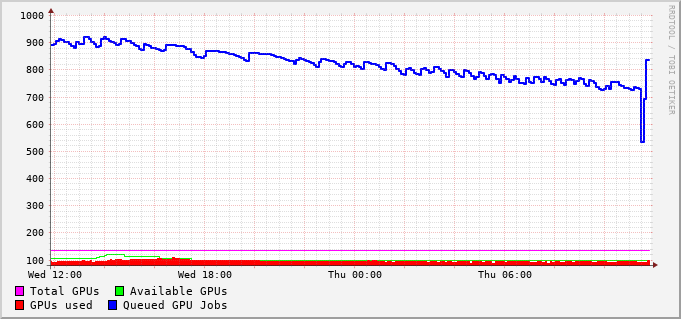 1000
900
800
700
600
500
400
300
200
100
Wed 12:00 Wed 18:00 Thu 00:00 Thu 06:00
Total GPUs Available GPUs
GPUs used Queued GPU Jobs
RRDTOOL / TOBI OETIKER